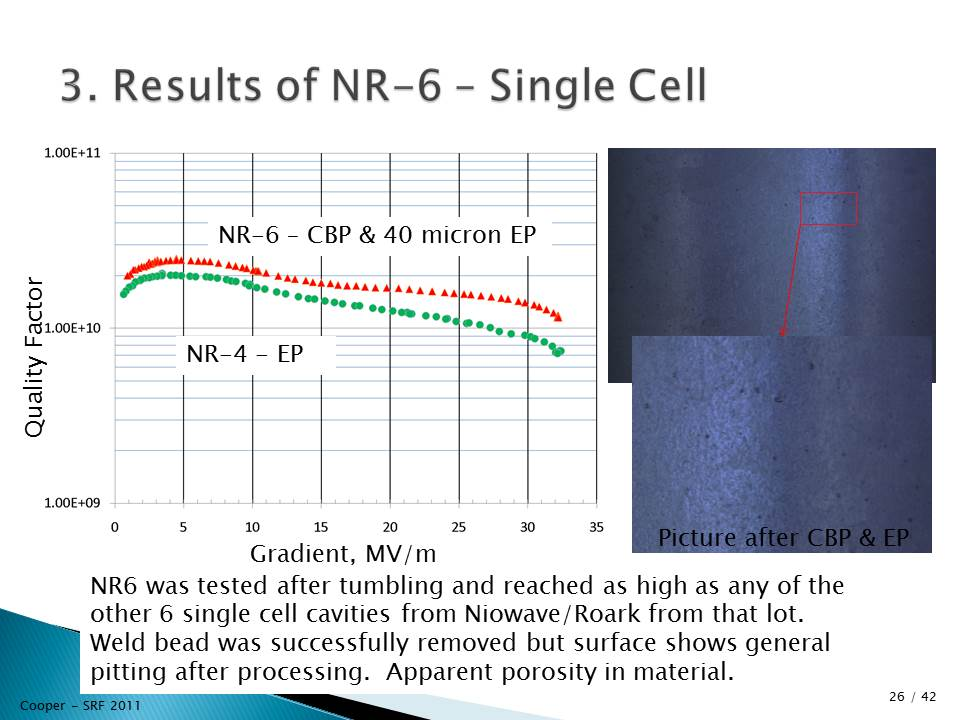 3. Results of NR-6 – Single Cell
1.00E+11
NR-6 – CBP & 40 micron EP
Quality Factor
1.00E+10
NR-4 - EP
1.00E+09
0 5 10 15 20 25 30 35
Gradient, MV/m
Picture after CBP & EP
NR6 was tested after tumbling and reached as high as any of the
other 6 single cell cavities from Niowave/Roark from that lot.
Weld bead was successfully removed but surface shows general
pitting after processing.  Apparent porosity in material.
Cooper - SRF 2011
26 / 42